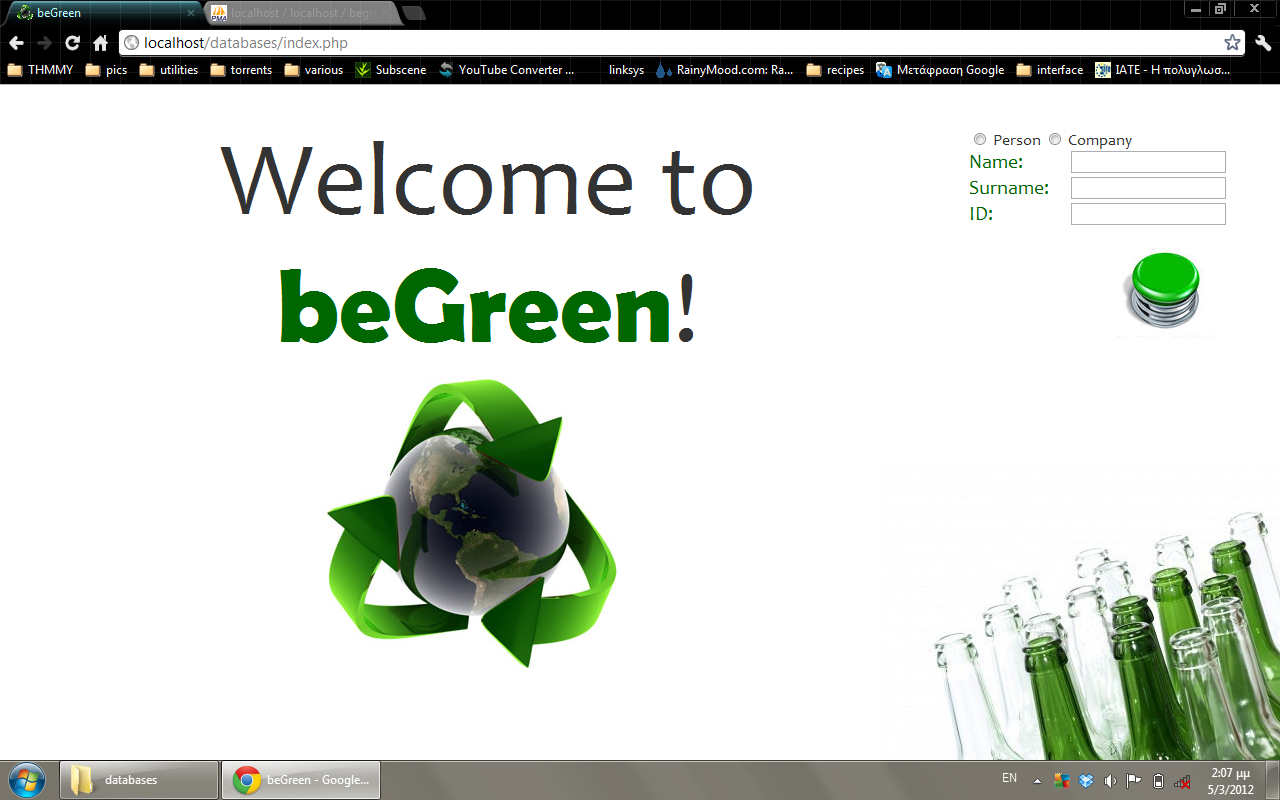 beGreen
localhost / localhost / begr
localhost/databases/index.php
THMMY pics utilities torrents various Subscene YouTube Converter ... linksys RainyMood.com: Ra... recipes Μετάφραση Google interface IATE - Η πολυγλωσ...
Welcome to
beGreen!
Person Company
Name:
Surname:
ID:
databases
beGreen - Google...
EN
2:07 μμ
5/3/2012